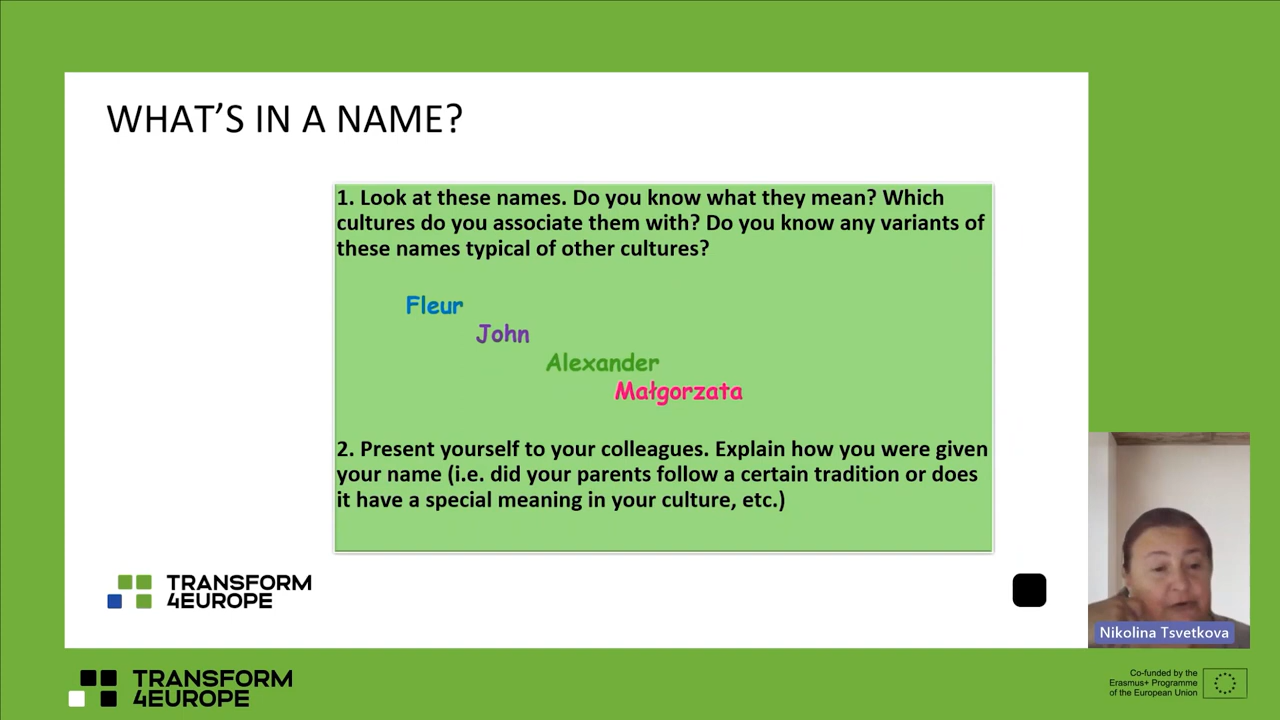 WHAT'S IN A NAME?
1. Look at these names. Do you know what they mean? Which
cultures do you associate them with? Do you know any variants of
these names typical of other cultures?
Fleur
John
Alexander
Małgorzata
2. Present yourself to your colleagues. Explain how you were given
your name (i.e. did your parents follow a certain tradition or does
it have a special meaning in your culture, etc.)
TRANSFORM
4EUROPE
Nikolina Tsvetkova
TRANSFORM
4EUROPE
Co-funded by the
Erasmus+ Programme
of the European Union